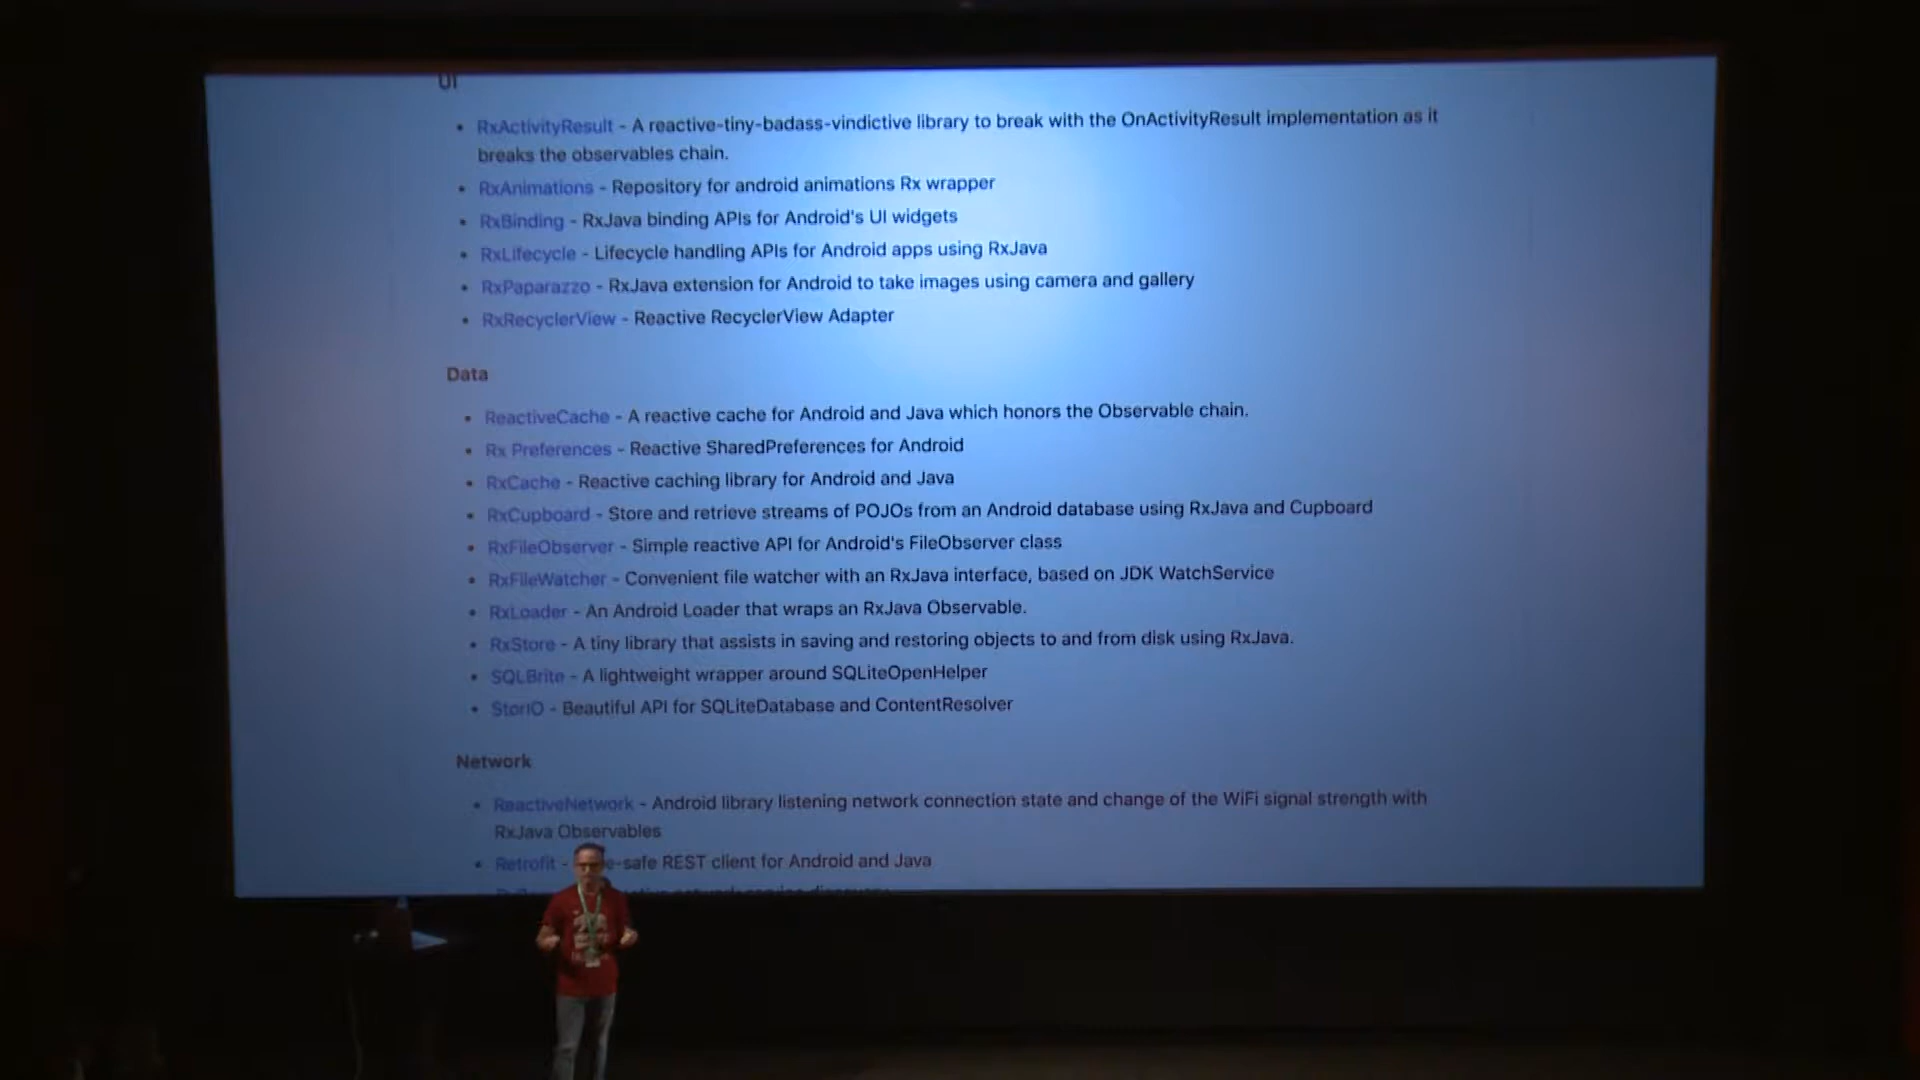 UI
• RxActivityResult - A reactive-tiny-badass-vindictive library to break with the OnActivityResult implementation as it
breaks the observables chain.
• RxAnimations - Repository for android animations Rx wrapper
• RxBinding - RxJava binding APIs for Android's UI widgets
• RxLifecycle - Lifecycle handling APIs for Android apps using RxJava
• RxPaparazzo - RxJava extension for Android to take images using camera and gallery
• RxRecyclerView - Reactive RecyclerView Adapter
Data
• ReactiveCache - A reactive cache for Android and Java which honors the Observable chain.
• Rx Preferences - Reactive SharedPreferences for Android
• RxCache - Reactive caching library for Android and Java
• RxCupboard - Store and retrieve streams of POJOs from an Android database using RxJava and Cupboard
• RxFileObserver - Simple reactive API for Android's FileObserver class
• RxFileWatcher - Convenient file watcher with an RxJava interface, based on JDK WatchService
• RxLoader - An Android Loader that wraps an RxJava Observable.
• RxStore - A tiny library that assists in saving and restoring objects to and from disk using RxJava.
• SQLBrite - A lightweight wrapper around SQLiteOpenHelper
• StorIO - Beautiful API for SQLiteDatabase and ContentResolver
Network
• ReactiveNetwork - Android library listening network connection state and change of the WiFi signal strength with
RxJava Observables
• Retrofit - e-safe REST client for Android and Java